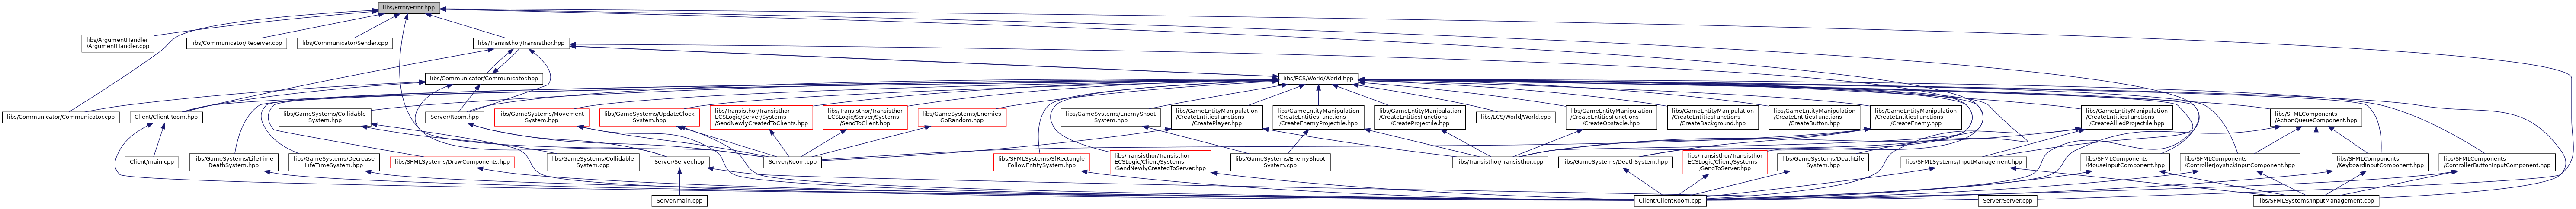 libs/Error/Error.hpp
libs/ArgumentHandler
/ArgumentHandler.cpp
libs/Communicator/Receiver.cpp
libs/Communicator/Sender.cpp
libs/Transisthor/Transisthor.hpp
libs/Communicator/Communicator.hpp
libs/ECS/World/World.hpp
libs/Communicator/Communicator.cpp
Client/ClientRoom.hpp
libs/GameSystems/Collidable
System.hpp
Server/Room.hpp
libs/GameSystems/Movement
System.hpp
libs/GameSystems/UpdateClock
System.hpp
libs/Transisthor/Transisthor
ECSLogic/Server/Systems
/SendNewlyCreatedToClients.hpp
libs/Transisthor/Transisthor
ECSLogic/Server/Systems
/SendToClient.hpp
libs/GameSystems/Enemies
GoRandom.hpp
libs/GameSystems/EnemyShoot
System.hpp
libs/GameEntityManipulation
/CreateEntitiesFunctions
/CreatePlayer.hpp
libs/GameEntityManipulation
/CreateEntitiesFunctions
/CreateEnemyProjectile.hpp
libs/GameEntityManipulation
/CreateEntitiesFunctions
/CreateProjectile.hpp
libs/ECS/World/World.cpp
libs/GameEntityManipulation
/CreateEntitiesFunctions
/CreateObstacle.hpp
libs/GameEntityManipulation
/CreateEntitiesFunctions
/CreateBackground.hpp
libs/GameEntityManipulation
/CreateEntitiesFunctions
/CreateButton.hpp
libs/GameEntityManipulation
/CreateEntitiesFunctions
/CreateEnemy.hpp
libs/GameEntityManipulation
/CreateEntitiesFunctions
/CreateAlliedProjectile.hpp
libs/SFMLComponents
/ActionQueueComponent.hpp
Client/main.cpp
libs/GameSystems/LifeTime
DeathSystem.hpp
libs/GameSystems/Decrease
LifeTimeSystem.hpp
libs/SFMLSystems/DrawComponents.hpp
libs/GameSystems/Collidable
System.cpp
Server/Server.hpp
Server/Room.cpp
libs/SFMLSystems/SfRectangle
FollowEntitySystem.hpp
libs/Transisthor/Transisthor
ECSLogic/Client/Systems
/SendNewlyCreatedToServer.hpp
libs/GameSystems/EnemyShoot
System.cpp
libs/Transisthor/Transisthor.cpp
libs/GameSystems/DeathSystem.hpp
libs/Transisthor/Transisthor
ECSLogic/Client/Systems
/SendToServer.hpp
libs/GameSystems/DeathLife
System.hpp
libs/SFMLSystems/InputManagement.hpp
libs/SFMLComponents
/MouseInputComponent.hpp
libs/SFMLComponents
/ControllerJoystickInputComponent.hpp
libs/SFMLComponents
/KeyboardInputComponent.hpp
libs/SFMLComponents
/ControllerButtonInputComponent.hpp
Server/main.cpp
Client/ClientRoom.cpp
Server/Server.cpp
libs/SFMLSystems/InputManagement.cpp